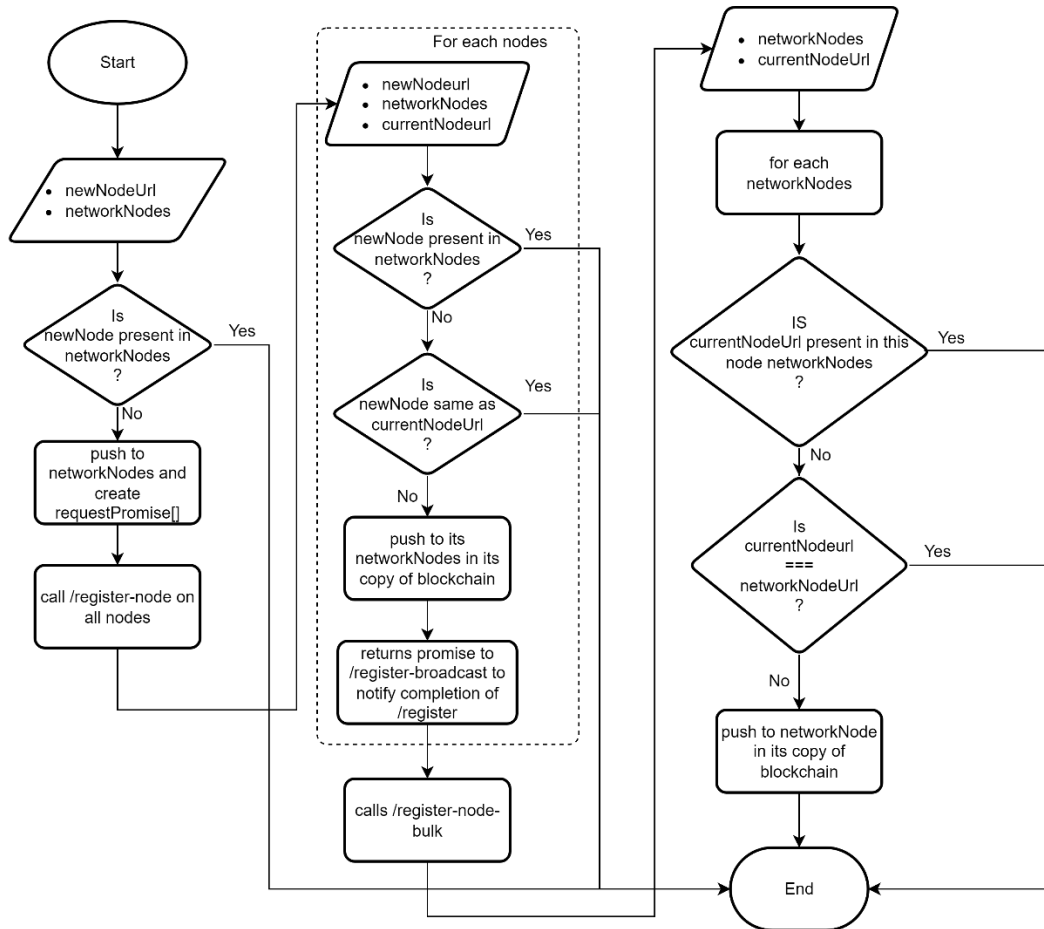 Start
newNodeUrl
networkNodes
Is
newNode present in
networkNodes
?
Yes
No
push to
networkNodes and
create
requestPromise[]
call /register-node on
all nodes
For each nodes
newNodeurl
networkNodes
currentNodeurl
Is
newNode present in
networkNodes
?
Yes
No
Is
newNode same as
currentNodeUrl
?
Yes
No
push to its
networkNodes in its
copy of blockchain
returns promise to
/register-broadcast to
notify completion of
/register
calls /register-node-
bulk
networkNodes
currentNodeUrl
for each
networkNodes
IS
currentNodeUrl present in this
node networkNodes
?
Yes
No
Is
currentNodeurl
===
networkNodeUrl
?
Yes
No
push to networkNode
in its copy of
blockchain
End